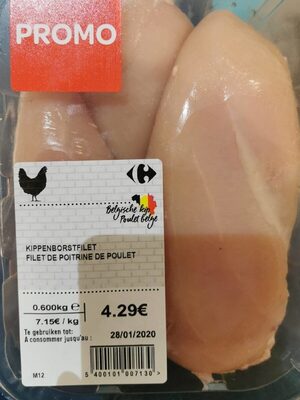 PROMO
Belgische kip
Poulet belge
KIPPENBORSTFILET
FILET DE POITRINE DE POULET
0.600kg e
4.29€
7.15€ / kg
Te gebruiken tot:
A consommer jusqu'au:
28/01/2020
M12
5 400101 007130 >